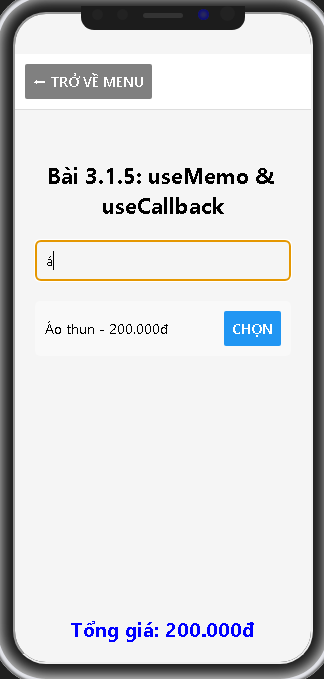 ← TRỞ VỀ MENU
Bài 3.1.5: useMemo &
useCallback
á
Áo thun - 200.000đ
CHỌN
Tổng giá: 200.000đ